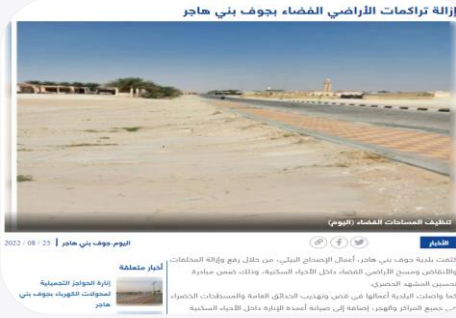 إزالة تراكمات الأراضي الفضاء بجوف بني هاجر
تنظيف المساحات الفضاء (اليوم)
الأخبار
اليوم-جوف بني هاجر | 25 / 08 / 2022
كثفت بلدية جوف بني هاجر، أعمال الإصحاح البيئي، من خلال رفع وإزالة المخلفات
والأنقاض ومسح الأراضي الفضاء داخل الأحياء السكنية، وذلك ضمن مبادرة
تحسين المشهد الحضري.
كما واصلت البلدية أعمالها في قص وتهذيب الحدائق العامة والمسطحات الخضراء
في جميع المراكز والهجر، إضافة إلى صيانة أعمدة الإنارة داخل الأحياء السكنية
أخبار متعلقة
إنارة الحواجز التجميلية
لمحولات الكهرباء بجوف بني
هاجر